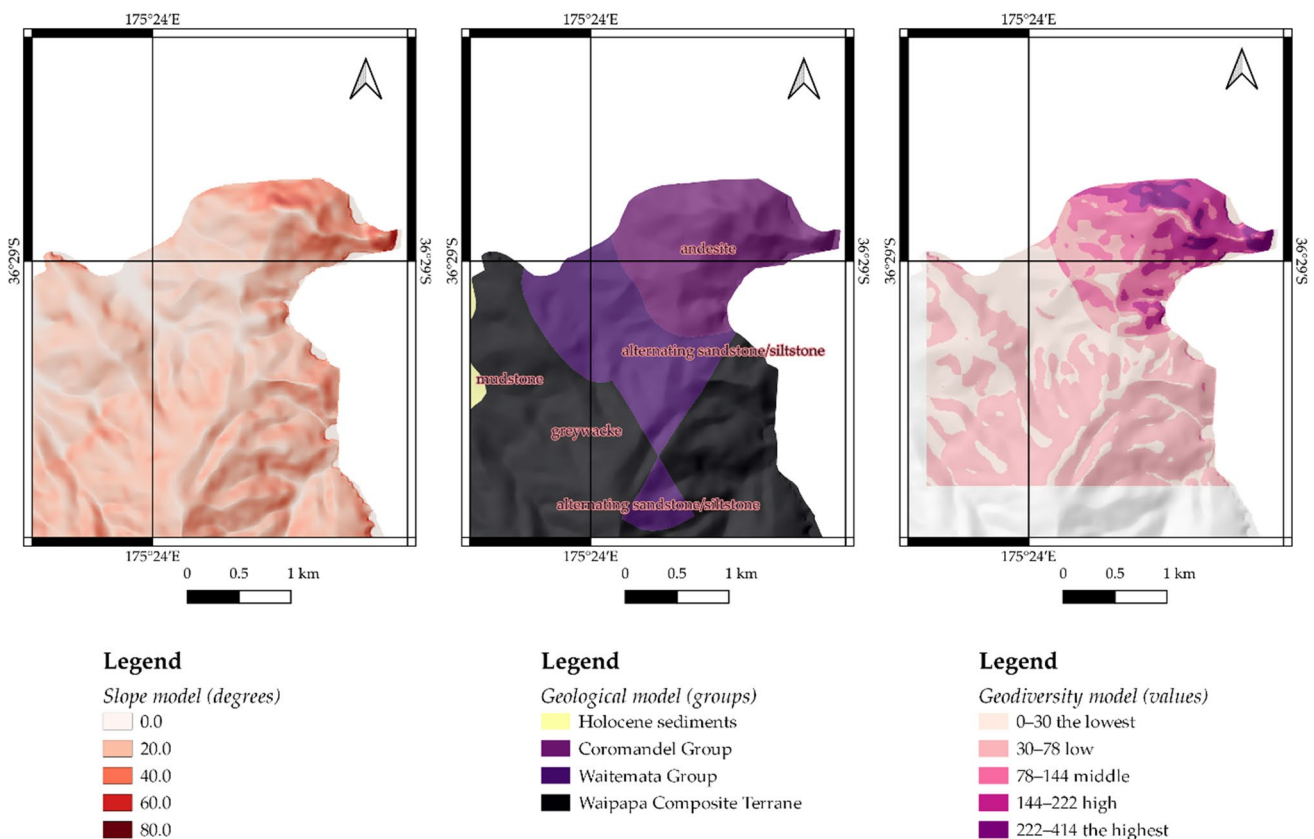 175°24′E
175°24′E
175°24′E
36°29′S
36°29′S
36°29′S
36°29′S
36°29′S
36°29′S
andesite
alternating sandstone/siltstone
mudstone
greywacke
alternating sandstone/siltstone
175°24′E
175°24′E
175°24′E
0 0.5 1 km
0 0.5 1 km
0 0.5 1 km
Legend
Slope model (degrees)
0.0
20.0
40.0
60.0
80.0
Legend
Geological model (groups)
Holocene sediments
Coromandel Group
Waitemata Group
Waipapa Composite Terrane
Legend
Geodiversity model (values)
0–30 the lowest
30–78 low
78–144 middle
144–222 high
222–414 the highest